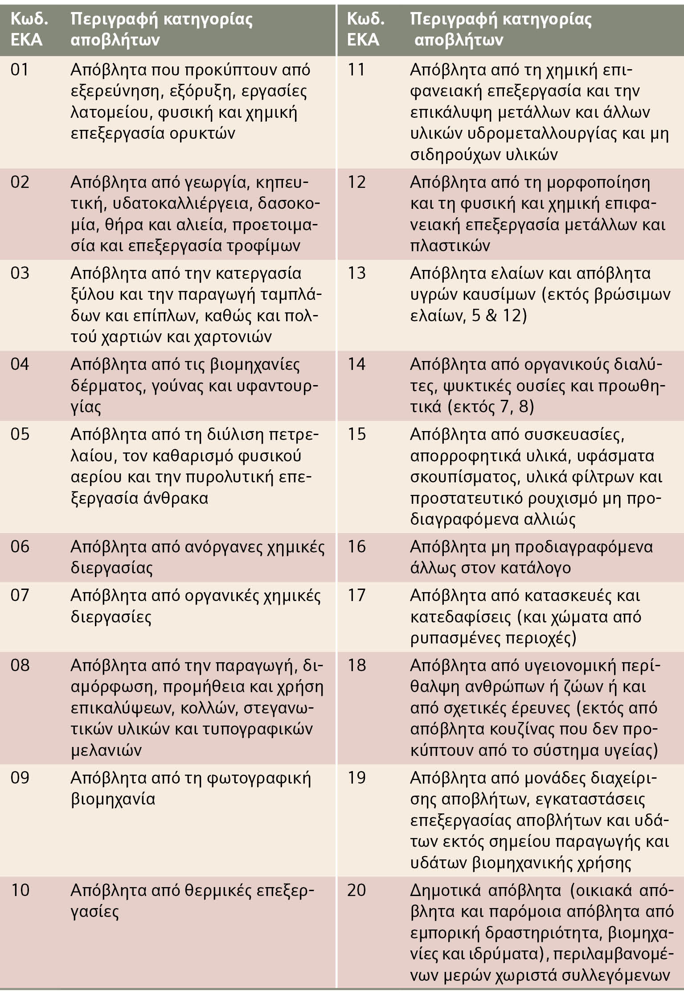 Κωδ. ΕΚΑ
Περιγραφή κατηγορίας
αποβλήτων
01
Απόβλητα που προκύπτουν από
εξερεύνηση, εξόρυξη, εργασίες
λατομείου, φυσική και χημική
επεξεργασία ορυκτών
02
Απόβλητα από γεωργία, κηπευ-
τική, υδατοκαλλιέργεια, δασοκο-
μία, θήρα και αλιεία, προετοιμα-
σία και επεξεργασία τροφίμων
03
Απόβλητα από την κατεργασία
ξύλου και την παραγωγή ταμπλά-
δων και επίπλων, καθώς και πολ-
τού χαρτιών και χαρτονιών
04
Απόβλητα από τις βιομηχανίες
δέρματος, γούνας και υφαντουρ-
γίας
05
Απόβλητα από τη διύλιση πετρε-
λαίου, τον καθαρισμό φυσικού
αερίου και την πυρολυτική επε-
ξεργασία άνθρακα
06
Απόβλητα από ανόργανες χημικές
διεργασίας
07
Απόβλητα από οργανικές χημικές
διεργασίες
08
Απόβλητα από την παραγωγή, δι-
αμόρφωση, προμήθεια και χρήση
επικαλύψεων, κολλών, στεγανω-
τικών υλικών και τυπογραφικών
μελανιών
09
Απόβλητα από τη φωτογραφική
βιομηχανία
10
Απόβλητα από θερμικές επεξερ-
γασίες
Κωδ. ΕΚΑ
Περιγραφή κατηγορίας
αποβλήτων
11
Απόβλητα από τη χημική επι-
φανειακή επεξεργασία και την
επικάλυψη μετάλλων και άλλων
υλικών υδρομεταλλουργίας και μη
σιδηρούχων υλικών
12
Απόβλητα από τη μορφοποίηση
και τη φυσική και χημική επιφα-
νειακή επεξεργασία μετάλλων και
πλαστικών
13
Απόβλητα ελαίων και απόβλητα
υγρών καυσίμων (εκτός βρώσιμων
ελαίων, 5 & 12)
14
Απόβλητα από οργανικούς διαλύ-
τες, ψυκτικές ουσίες και προωθη-
τικά (εκτός 7, 8)
15
Απόβλητα από συσκευασίες,
απορροφητικά υλικά, υφάσματα
σκουπίσματος, υλικά φίλτρων και
προστατευτικό ρουχισμό μη προ-
διαγραφόμενα αλλιώς
16
Απόβλητα μη προδιαγραφόμενα
άλλως στον κατάλογο
17
Απόβλητα από κατασκευές και
κατεδαφίσεις (και χώματα από
ρυπασμένες περιοχές)
18
Απόβλητα από υγειονομική περί-
θαλψη ανθρώπων ή ζώων ή και
από σχετικές έρευνες (εκτός από
απόβλητα κουζίνας που δεν προ-
κύπτουν από το σύστημα υγείας)
19
Απόβλητα από μονάδες διαχείρι-
σης αποβλήτων, εγκαταστάσεις
επεξεργασίας αποβλήτων και υδά-
των εκτός σημείου παραγωγής και
υδάτων βιομηχανικής χρήσης
20
Δημοτικά απόβλητα (οικιακά από-
βλητα και παρόμοια απόβλητα από
εμπορική δραστηριότητα, βιομηχα-
νίες και ιδρύματα), περιλαμβανομέ-
νων μερών χωριστά συλλεγόμενων